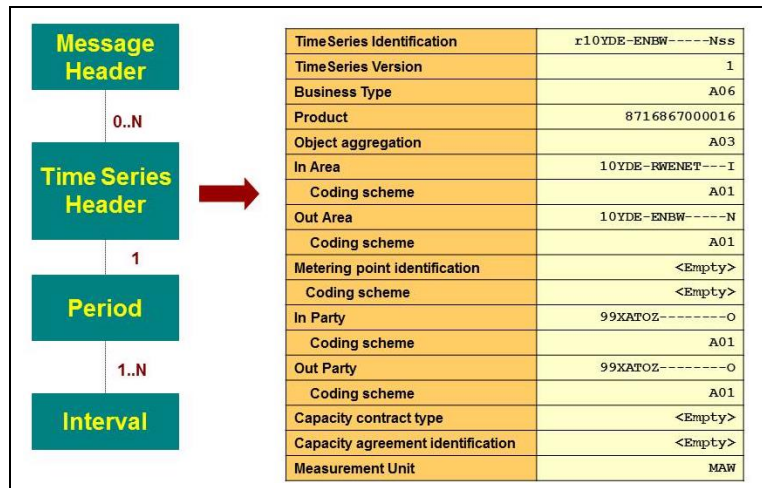 Message
Header
0..N
Time Series
Header
1
Period
1..N
Interval
TimeSeries Identification r10YDE-ENBW-----Nss
TimeSeries Version 1
Business Type A06
Product 8716867000016
Object aggregation A03
In Area 10YDE-RWENET---I
Coding scheme A01
Out Area 10YDE-ENBW-----N
Coding scheme A01
Metering point identification <Empty>
Coding scheme <Empty>
In Party 99XATOZ--------O
Coding scheme A01
Out Party 99XATOZ--------O
Coding scheme A01
Capacity contract type <Empty>
Capacity agreement identification <Empty>
Measurement Unit MAW